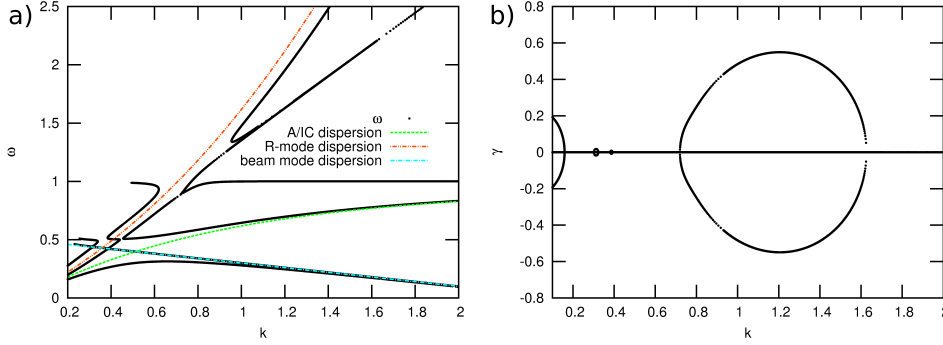 a)
2.5
2
1.5
1
0.5
0
ω
0.2 0.4 0.6 0.8 1 1.2 1.4 1.6 1.8 2
k
ω
A/IC dispersion
R-mode dispersion
beam mode dispersion
b)
0.8
0.6
0.4
0.2
0
-0.2
-0.4
-0.6
-0.8
γ
0.2 0.4 0.6 0.8 1 1.2 1.4 1.6 1.8 2
k